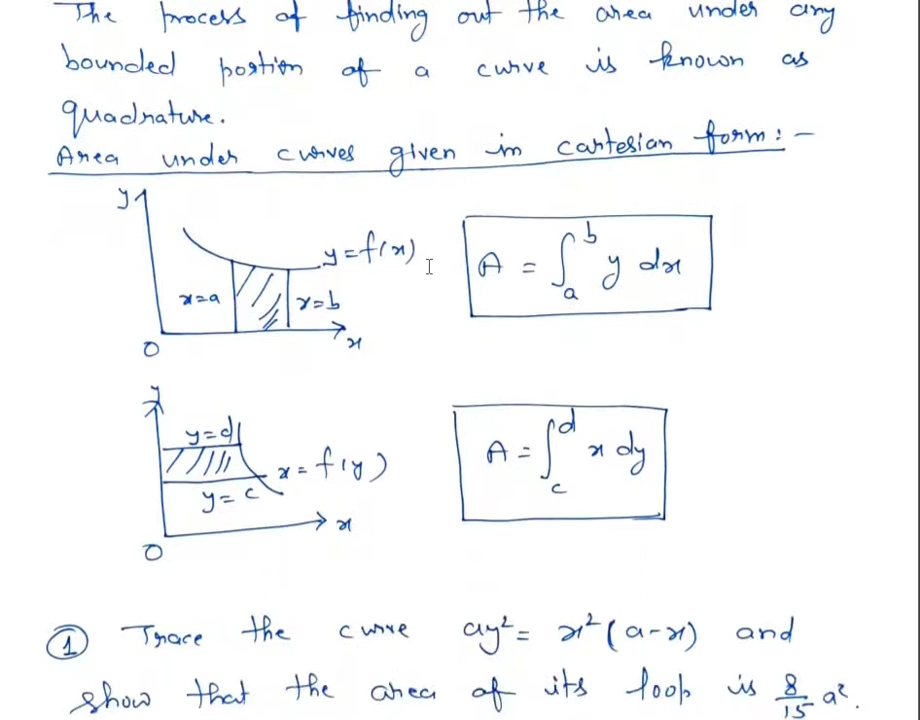 The process of finding out the area under any
bounded portion of a curve is known as
quadrature.
Area under curves given in cartesian form :-
y
y = f(x)
x=a
x=b
O
x
A = ∫_a^b y dx
y
y=d
x = f(y)
y=c
x
O
A = ∫_c^d x dy
① Trace the curve ay² = x²(a-x) and
show that the area of its loop is 8/15 a².